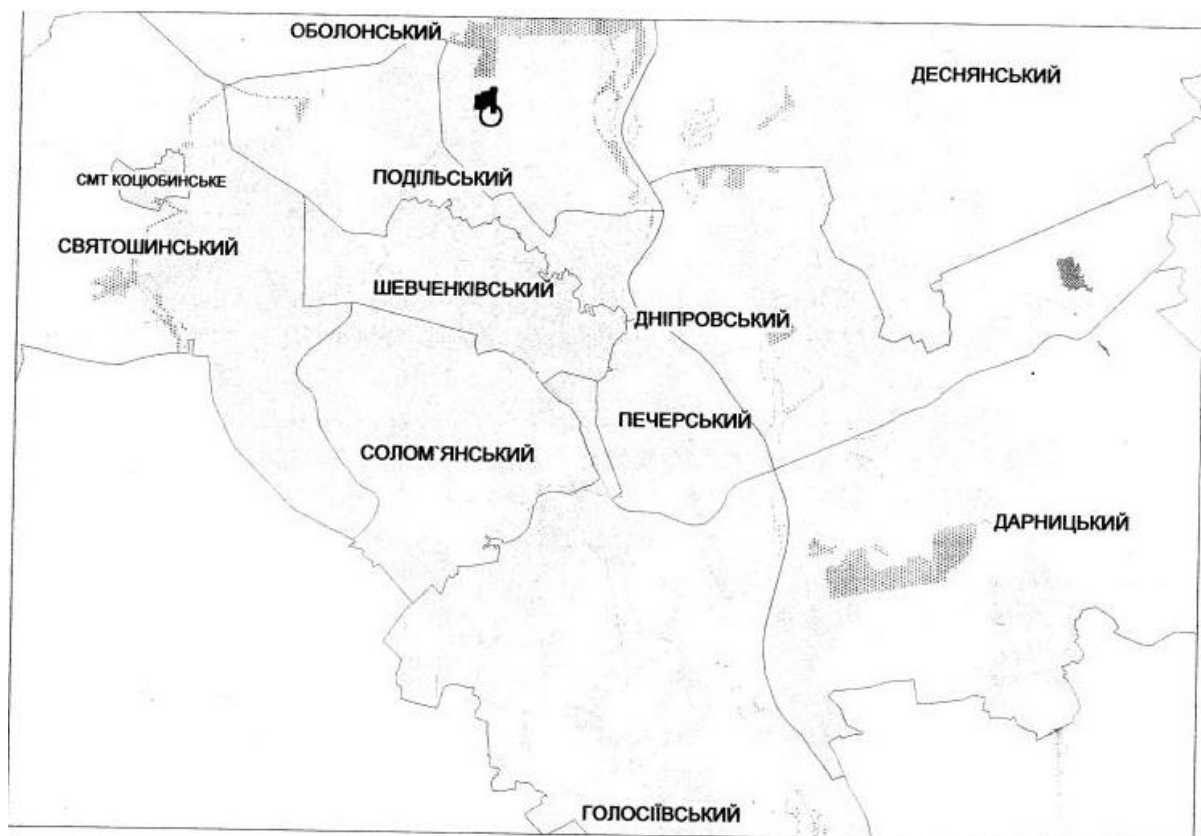 ОБОЛОНСЬКИЙ
ДЕСНЯНСЬКИЙ
ПОДІЛЬСЬКИЙ
СМТ КОЦЮБИНСЬКЕ
СВЯТОШИНСЬКИЙ
ШЕВЧЕНКІВСЬКИЙ
ДНІПРОВСЬКИЙ
ПЕЧЕРСЬКИЙ
СОЛОМ`ЯНСЬКИЙ
ДАРНИЦЬКИЙ
ГОЛОСІЇВСЬКИЙ